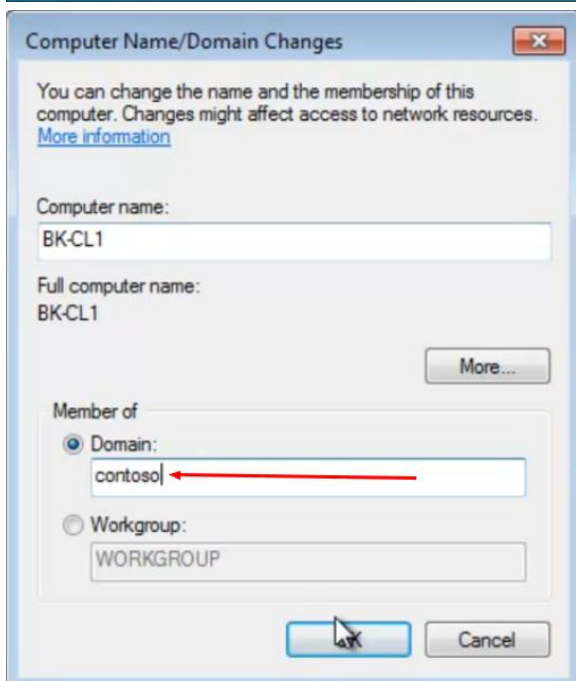 Computer Name/Domain Changes
You can change the name and the membership of this
computer. Changes might affect access to network resources.
More information
Computer name:
BK-CL1
Full computer name:
BK-CL1
More...
Member of
Domain:
contoso
Workgroup:
WORKGROUP
Cancel